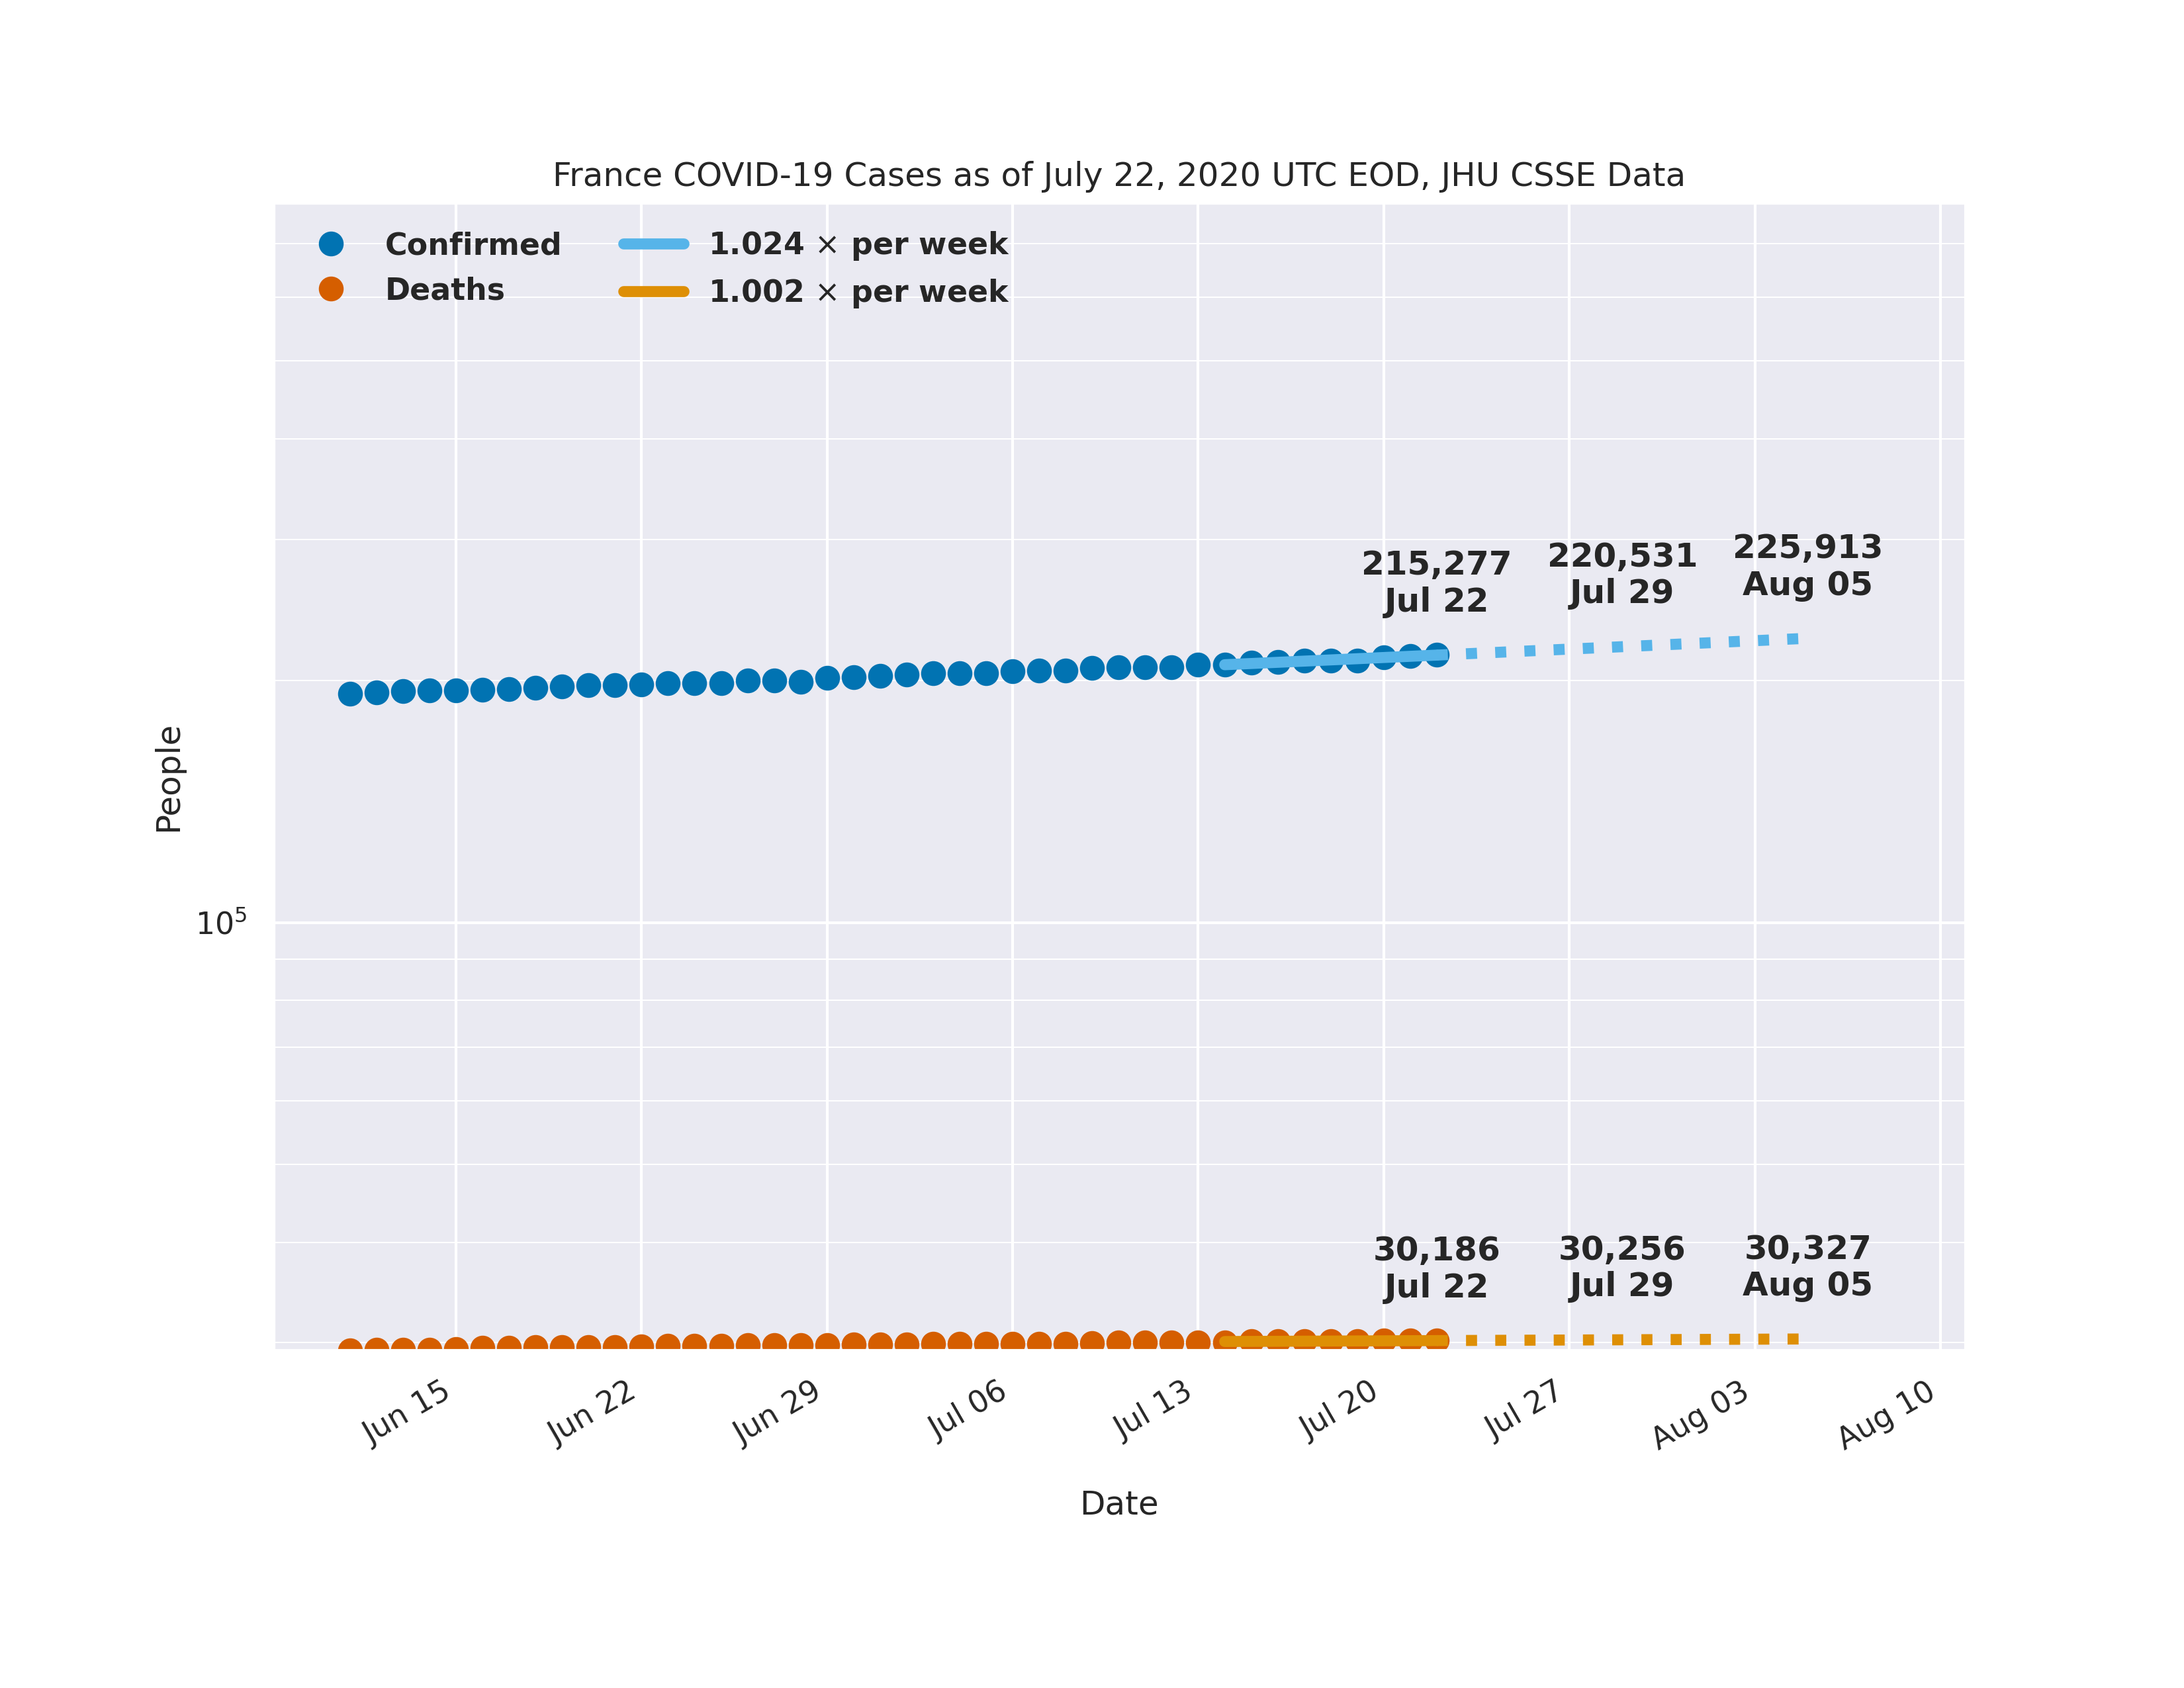 France COVID-19 Cases as of July 22, 2020 UTC EOD, JHU CSSE Data
Confirmed
Deaths
1.024 × per week
1.002 × per week
215,277
Jul 22
220,531
Jul 29
225,913
Aug 05
People
10⁵
30,186
Jul 22
30,256
Jul 29
30,327
Aug 05
Jun 15
Jun 22
Jun 29
Jul 06
Jul 13
Jul 20
Jul 27
Aug 03
Aug 10
Date